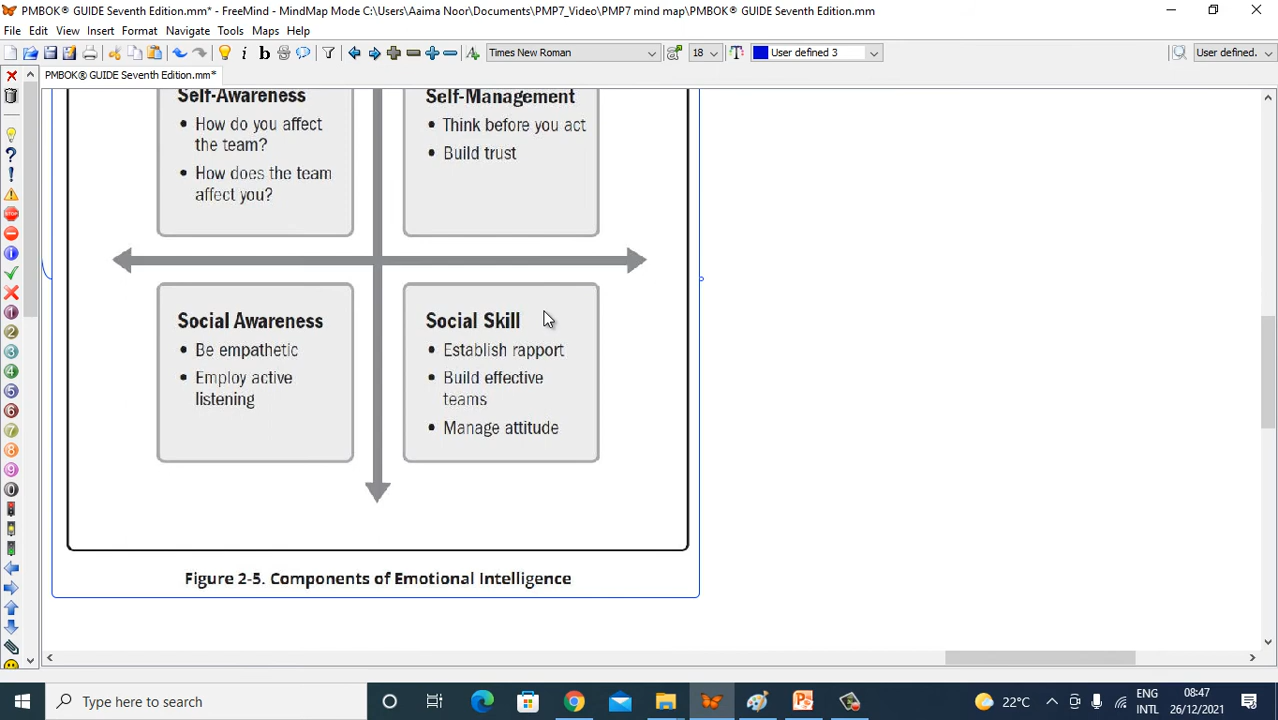 PMBOK® GUIDE Seventh Edition.mm* - FreeMind - MindMap Mode C:\Users\Aaima Noor\Documents\PMP7_Video\PMP7 mind map\PMBOK® GUIDE Seventh Edition.mm
File Edit View Insert Format Navigate Tools Maps Help
Times New Roman 18 User defined 3 User defined.
PMBOK® GUIDE Seventh Edition.mm*
Self-Awareness
• How do you affect
the team?
• How does the team
affect you?
Self-Management
• Think before you act
• Build trust
Social Awareness
• Be empathetic
• Employ active
listening
Social Skill
• Establish rapport
• Build effective
teams
• Manage attitude
Figure 2-5. Components of Emotional Intelligence
Type here to search
22°C
ENG
INTL
08:47
26/12/2021